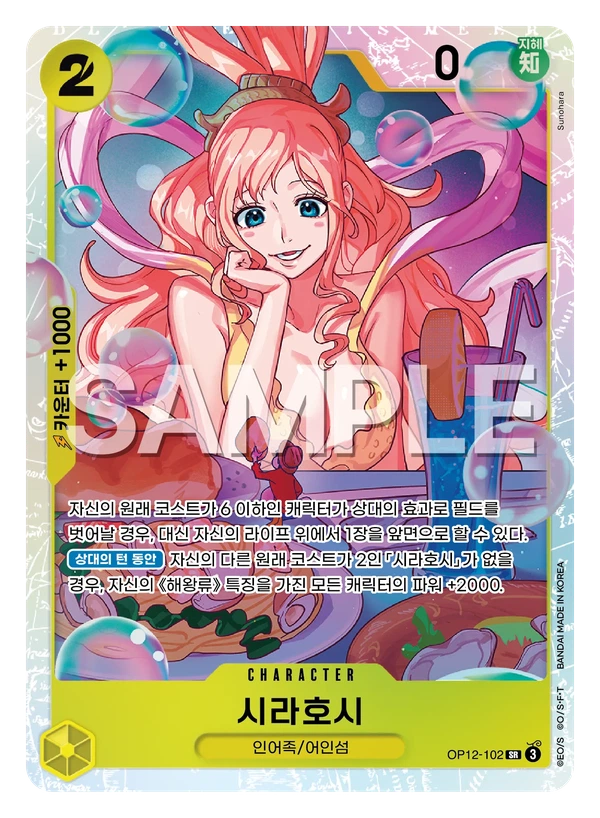 2
0
지혜
知
Sunohara
카운터 +1000
SAMPLE
자신의 원래 코스트가 6 이하인 캐릭터가 상대의 효과로 필드를
벗어날 경우, 대신 자신의 라이프 위에서 1장을 앞면으로 할 수 있다.
상대의 턴 동안 자신의 다른 원래 코스트가 2인 「시라호시」가 없을
경우, 자신의 《해왕류》 특징을 가진 모든 캐릭터의 파워 +2000.
CHARACTER
시라호시
인어족/어인섬
OP12-102 SR 3
©E.O/S ©O/S·F·T BANDAI MADE IN KOREA